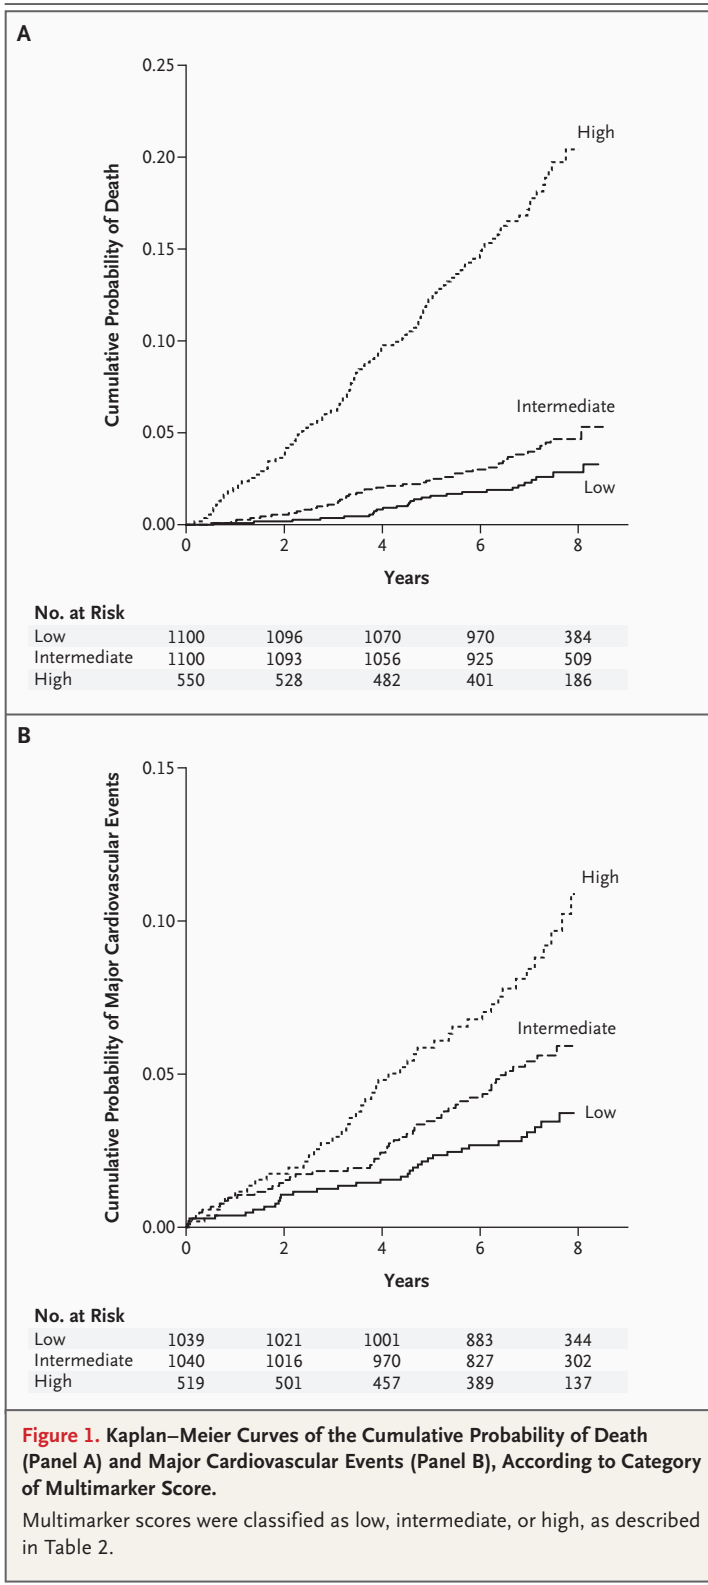 A
0.25
High
0.20
0.15
0.10
Intermediate
0.05
Low
0.00
0 2 4 6 8
Cumulative Probability of Death
Years
No. at Risk
Low 1100 1096 1070 970 384
Intermediate 1100 1093 1056 925 509
High 550 528 482 401 186
B
0.15
High
0.10
Intermediate
0.05
Low
0.00
0 2 4 6 8
Cumulative Probability of Major Cardiovascular Events
Years
No. at Risk
Low 1039 1021 1001 883 344
Intermediate 1040 1016 970 827 302
High 519 501 457 389 137
Figure 1. Kaplan–Meier Curves of the Cumulative Probability of Death
(Panel A) and Major Cardiovascular Events (Panel B), According to Category
of Multimarker Score.
Multimarker scores were classified as low, intermediate, or high, as described
in Table 2.